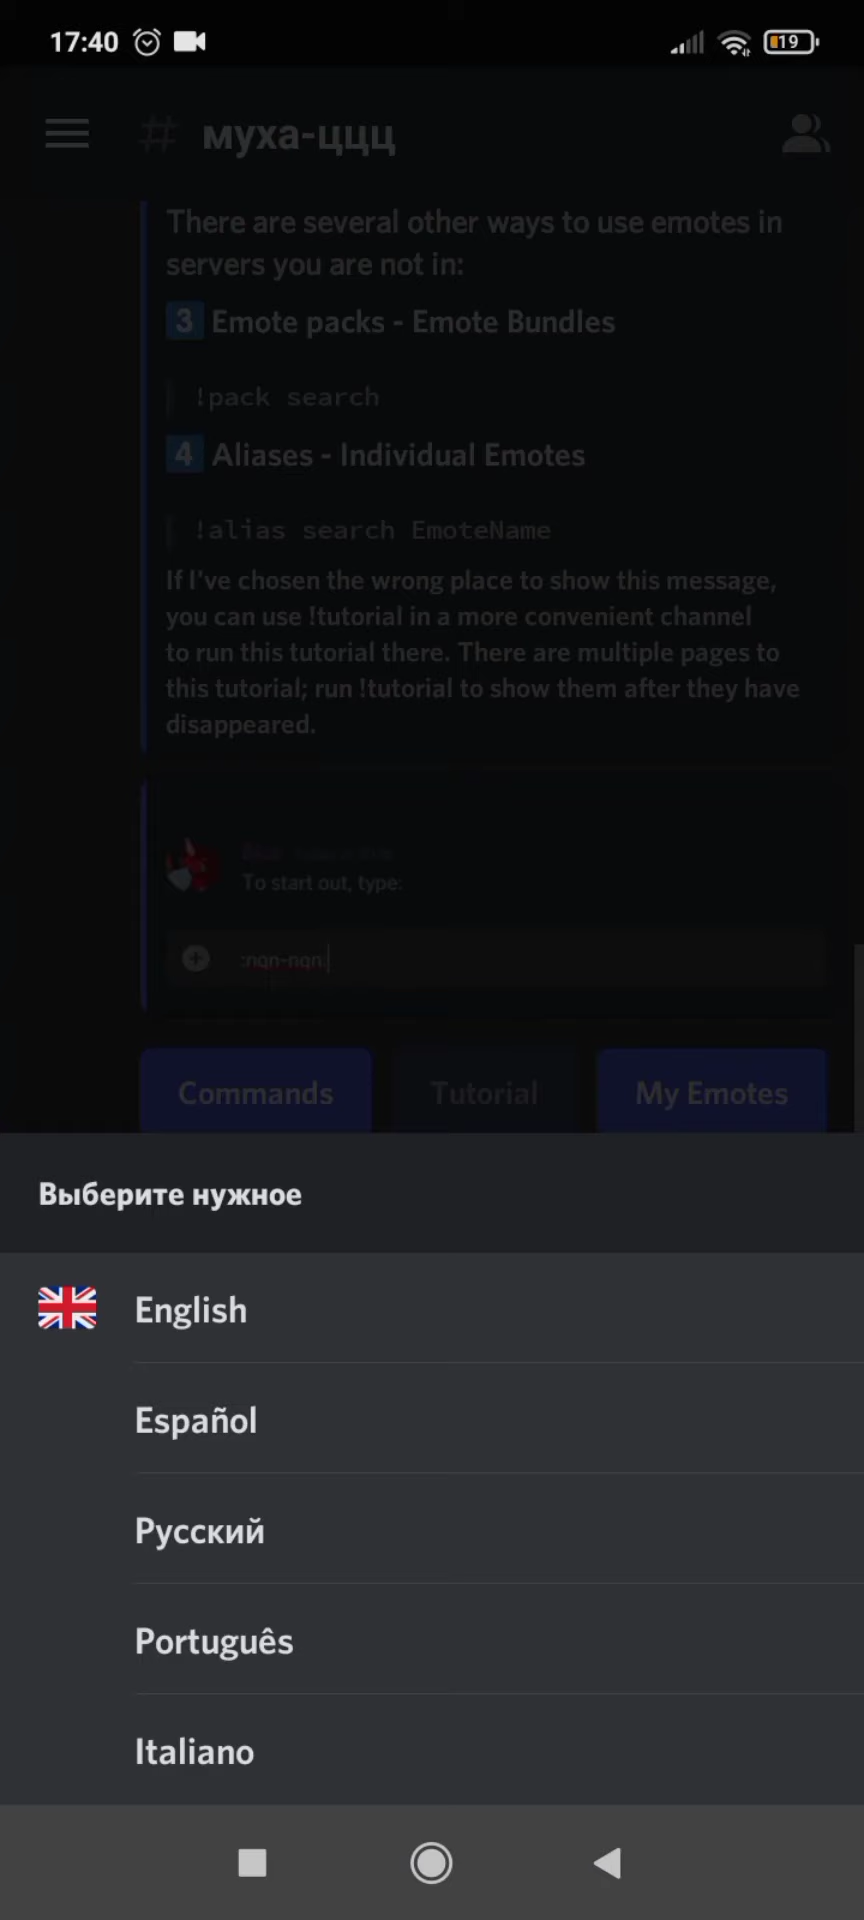 17:40
19
# муха-ццц
There are several other ways to use emotes in
servers you are not in:
3 Emote packs - Emote Bundles
!pack search
4 Aliases - Individual Emotes
!alias search EmoteName
If I've chosen the wrong place to show this message,
you can use !tutorial in a more convenient channel
to run this tutorial there. There are multiple pages to
this tutorial; run !tutorial to show them after they have
disappeared.
To start out, type:
:nqn-nqn:
Commands
Tutorial
My Emotes
Выберите нужное
English
Español
Русский
Português
Italiano